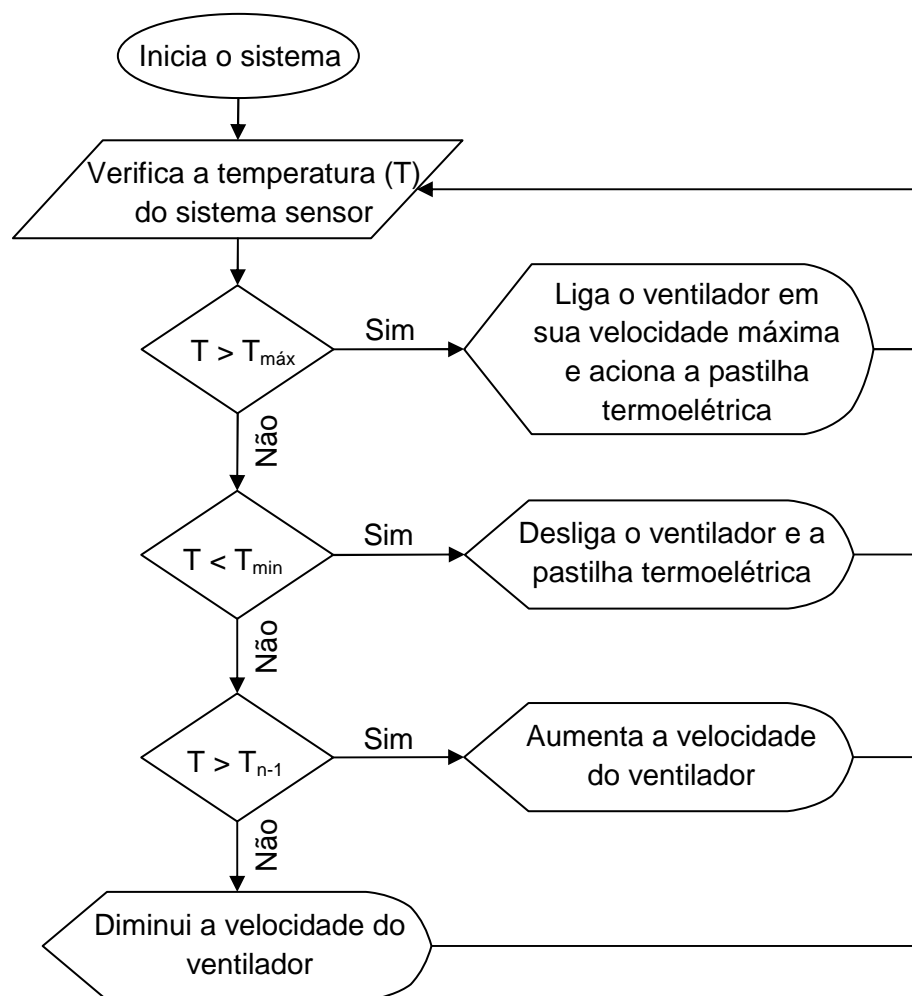 Inicia o sistema
Verifica a temperatura (T)
do sistema sensor
T > Tmáx
Sim
Liga o ventilador em
sua velocidade máxima
e aciona a pastilha
termoelétrica
Não
T < Tmin
Sim
Desliga o ventilador e a
pastilha termoelétrica
Não
T > Tn-1
Sim
Aumenta a velocidade
do ventilador
Não
Diminui a velocidade do
ventilador